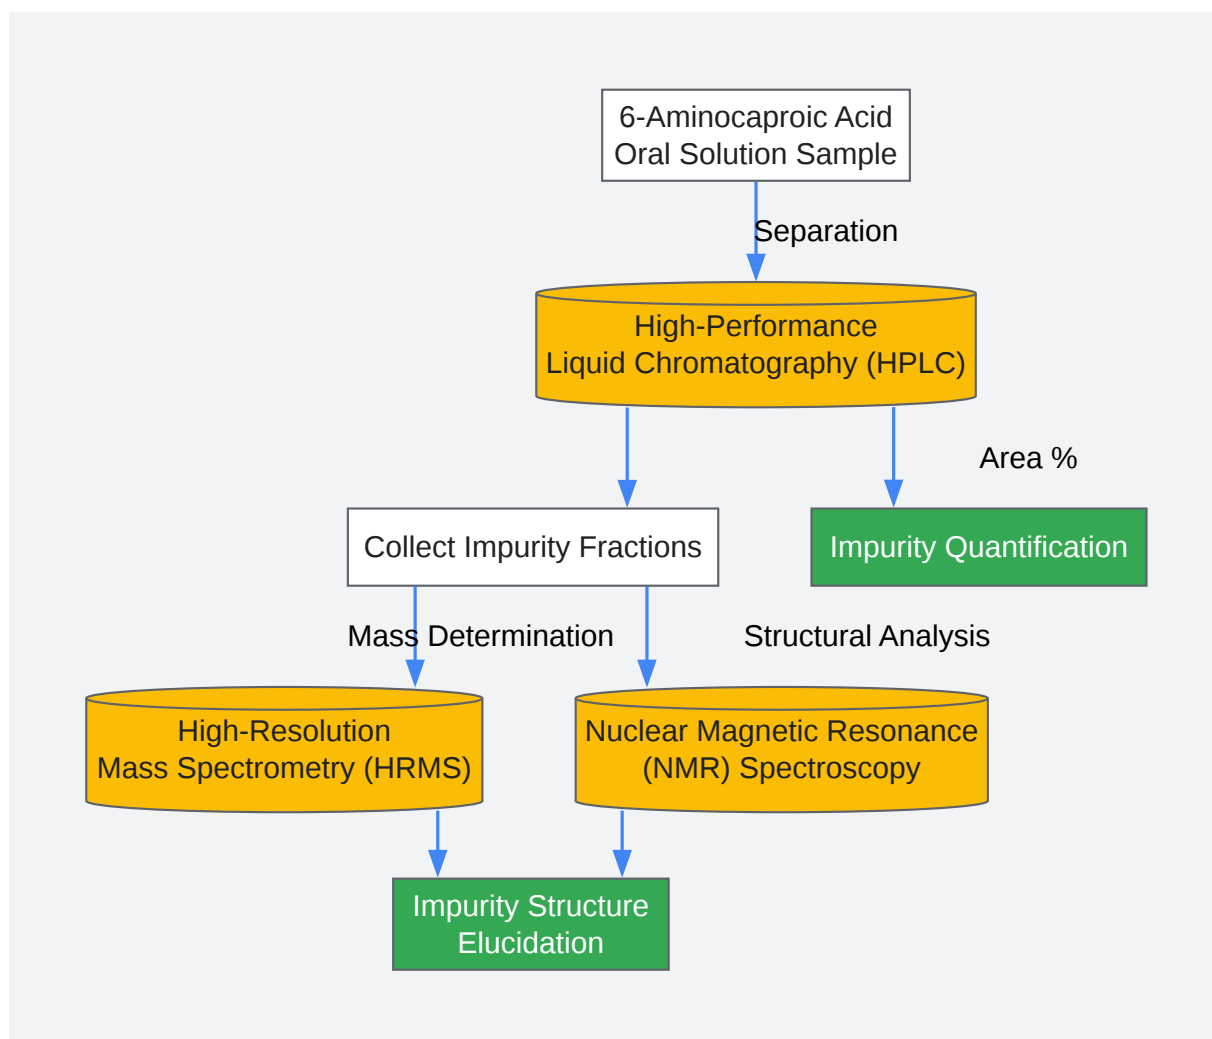 6-Aminocaproic Acid
Oral Solution Sample
Separation
High-Performance
Liquid Chromatography (HPLC)
Area %
Collect Impurity Fractions
Impurity Quantification
Mass Determination
Structural Analysis
High-Resolution
Mass Spectrometry (HRMS)
Nuclear Magnetic Resonance
(NMR) Spectroscopy
Impurity Structure
Elucidation